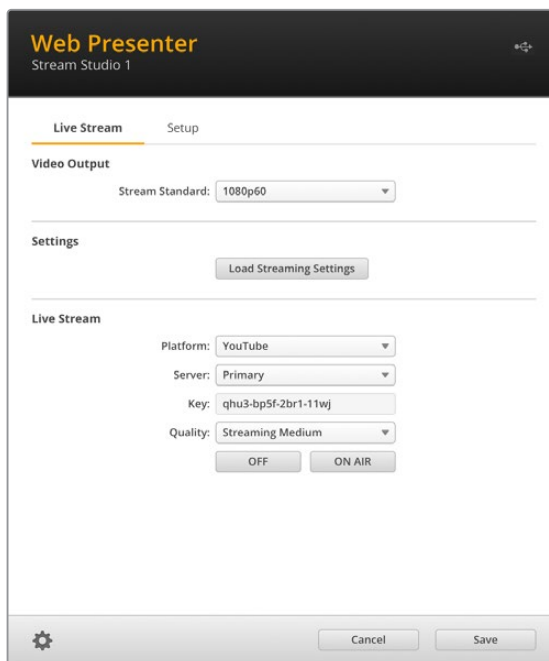 Web Presenter
Stream Studio 1
Live Stream Setup
Video Output
Stream Standard: 1080p60
Settings
Load Streaming Settings
Live Stream
Platform: YouTube
Server: Primary
Key: qhu3-bp5f-2br1-11wj
Quality: Streaming Medium
OFF ON AIR
Cancel Save